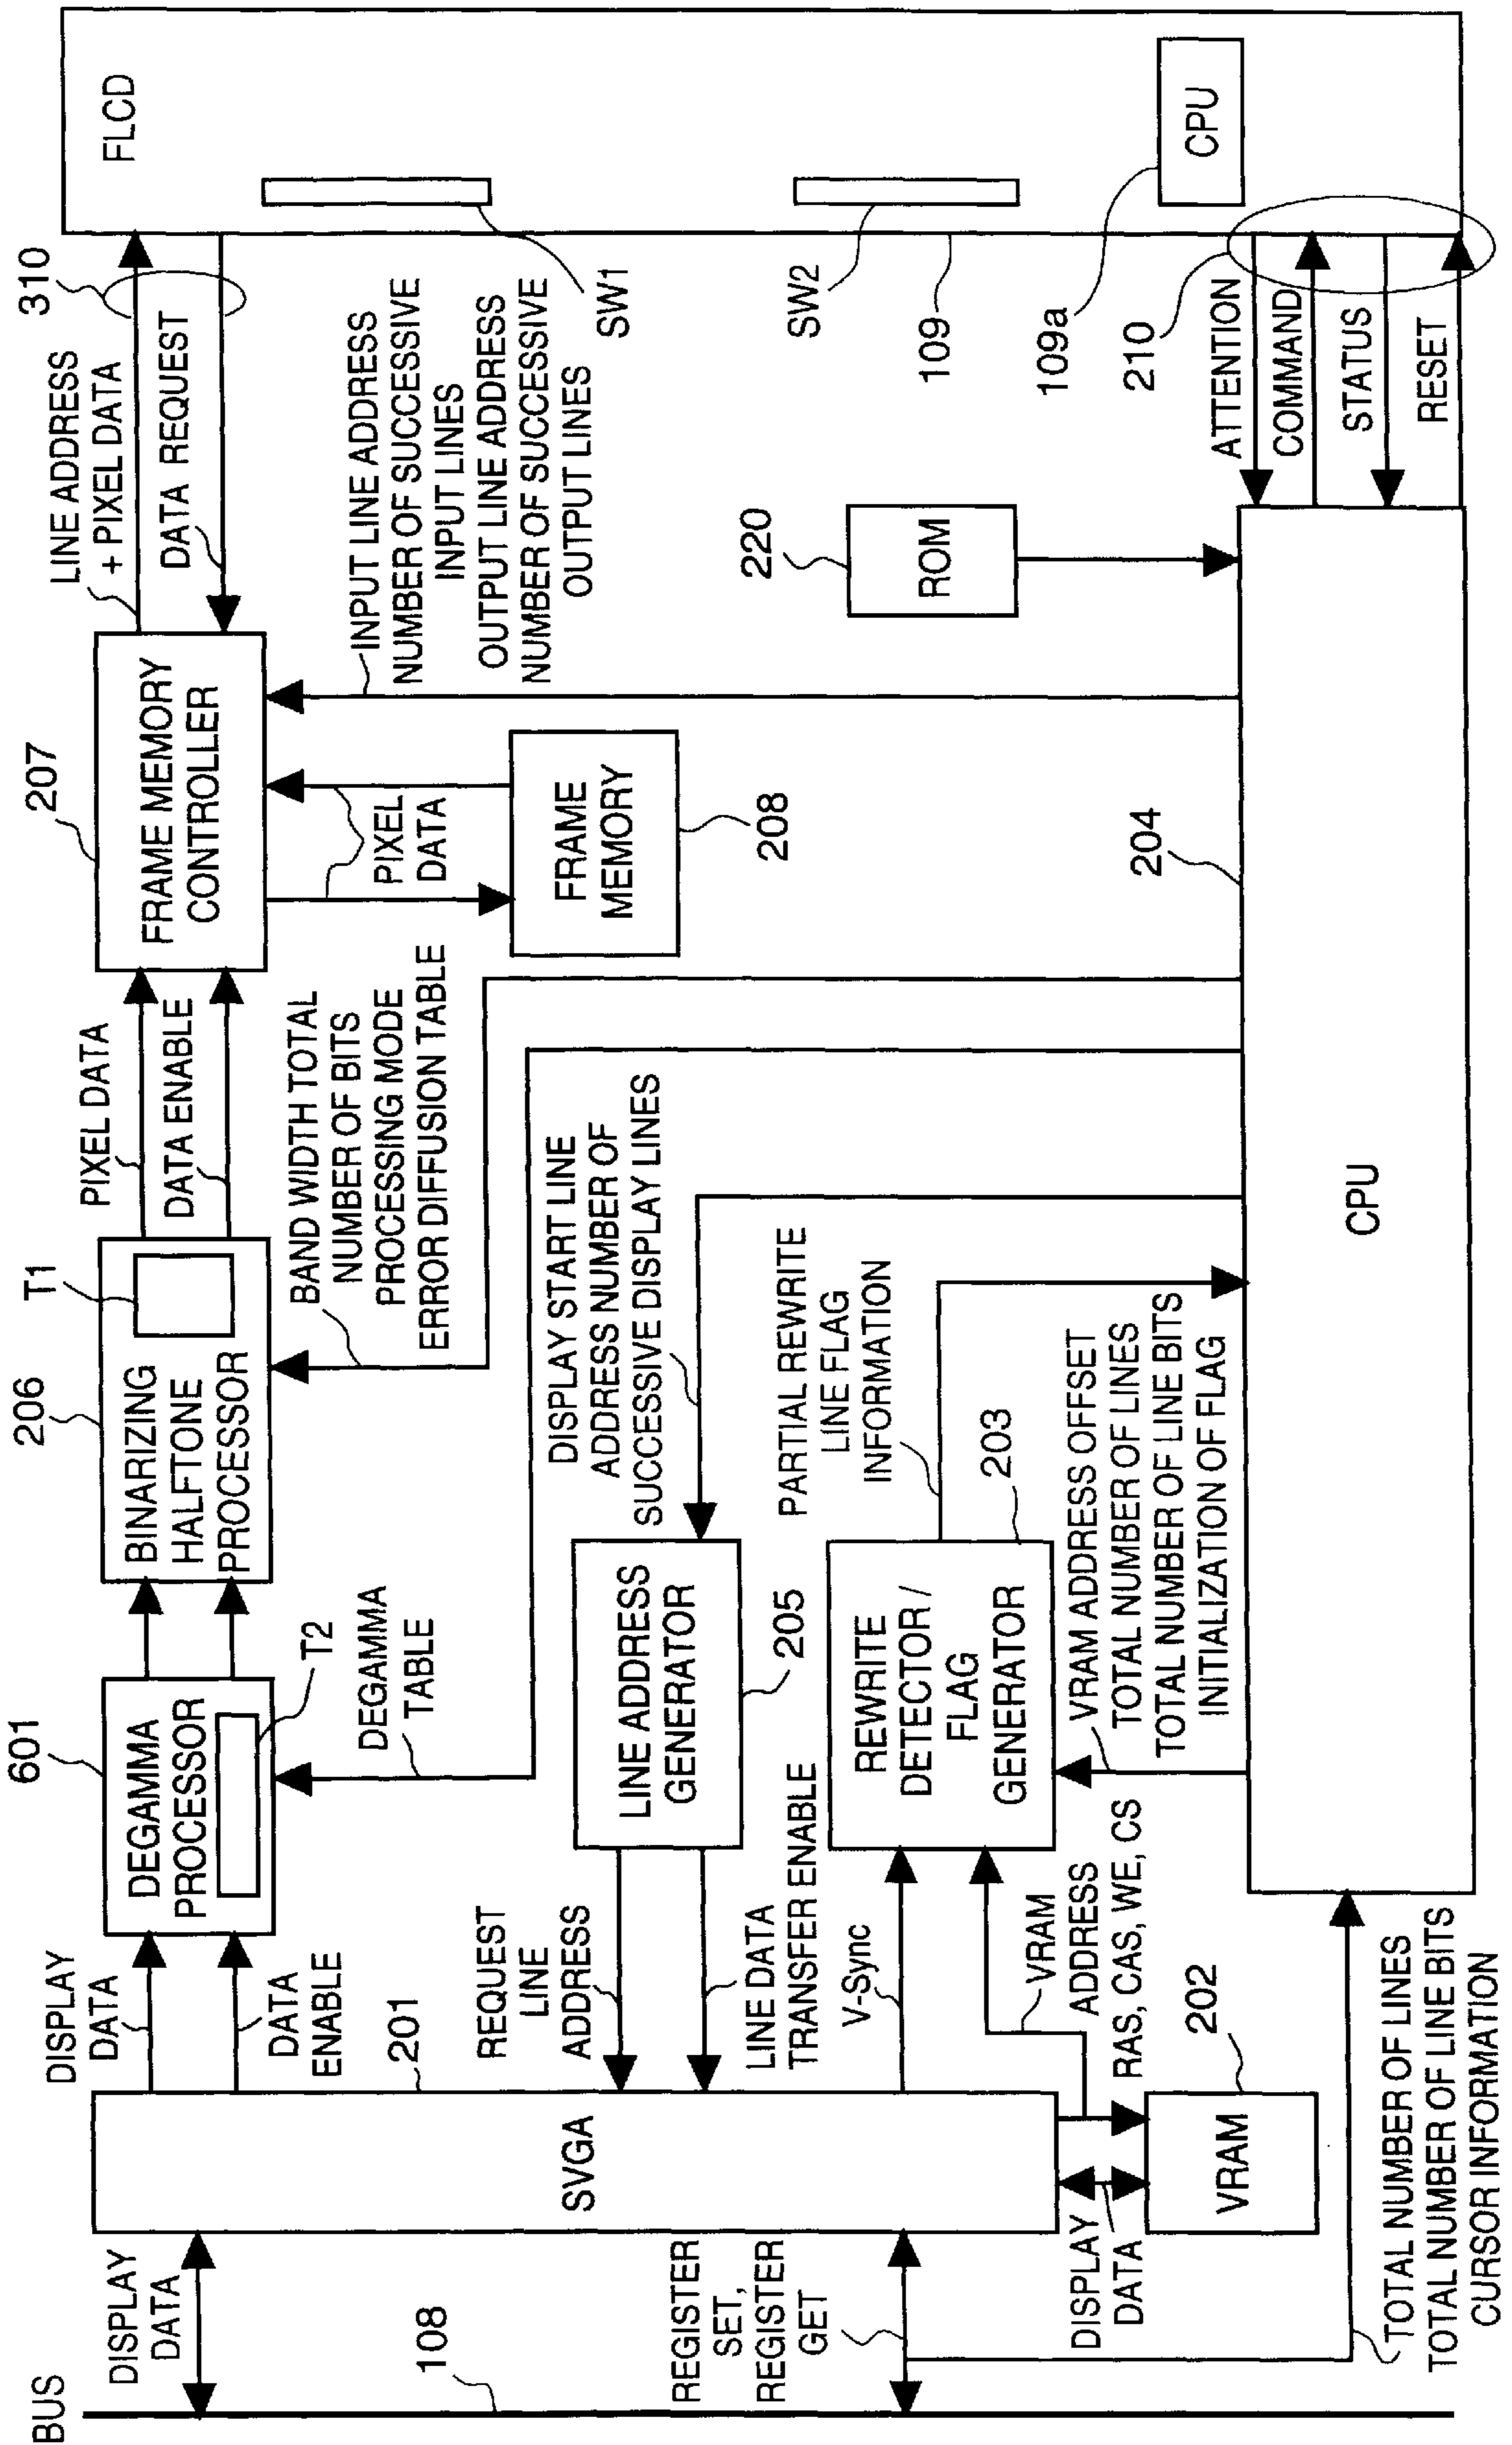 BUS
108
DISPLAY
DATA
REGISTER
SET,
REGISTER
GET
SVGA
201
DISPLAY
DATA
DATA
ENABLE
601
DEGAMMA
PROCESSOR
T2
DEGAMMA
TABLE
206
BINARIZING
HALFTONE
PROCESSOR
T1
BAND WIDTH TOTAL
NUMBER OF BITS
PROCESSING MODE
ERROR DIFFUSION TABLE
PIXEL DATA
DATA ENABLE
207
FRAME MEMORY
CONTROLLER
PIXEL
DATA
FRAME
MEMORY
208
LINE ADDRESS
+ PIXEL DATA
DATA REQUEST
310
INPUT LINE ADDRESS
NUMBER OF SUCCESSIVE
INPUT LINES
OUTPUT LINE ADDRESS
NUMBER OF SUCCESSIVE
OUTPUT LINES
FLCD
SW1
SW2
109
109a
CPU
210
REQUEST
LINE
ADDRESS
LINE DATA
TRANSFER ENABLE
LINE ADDRESS
GENERATOR
205
DISPLAY START LINE
ADDRESS NUMBER OF
SUCCESSIVE DISPLAY LINES
V-Sync
VRAM
ADDRESS
RAS, CAS, WE, CS
REWRITE
DETECTOR /
FLAG
GENERATOR
203
PARTIAL REWRITE
LINE FLAG
INFORMATION
VRAM ADDRESS OFFSET
TOTAL NUMBER OF LINES
TOTAL NUMBER OF LINE BITS
INITIALIZATION OF FLAG
DISPLAY
DATA
VRAM
202
TOTAL NUMBER OF LINES
TOTAL NUMBER OF LINE BITS
CURSOR INFORMATION
CPU
204
220
ROM
ATTENTION
COMMAND
STATUS
RESET